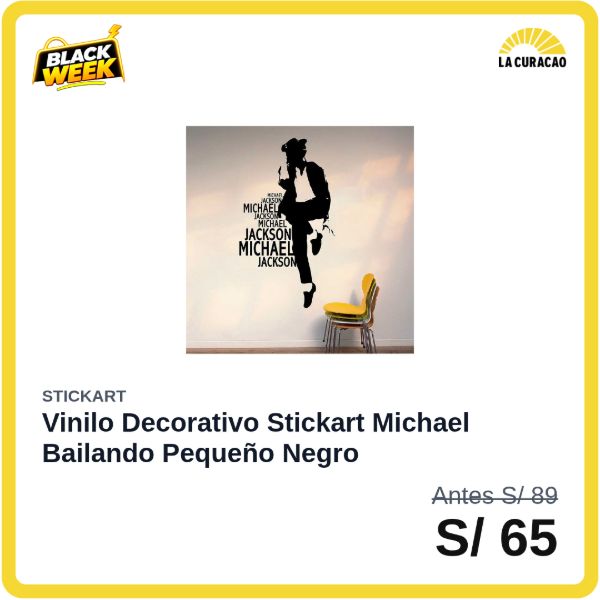 BLACK
WEEK
LA CURACAO
MICHAEL
JACKSON
MICHAEL
JACKSON
MICHAEL
JACKSON
MICHAEL
JACKSON
STICKART
Vinilo Decorativo Stickart Michael
Bailando Pequeño Negro
Antes S/ 89
S/ 65